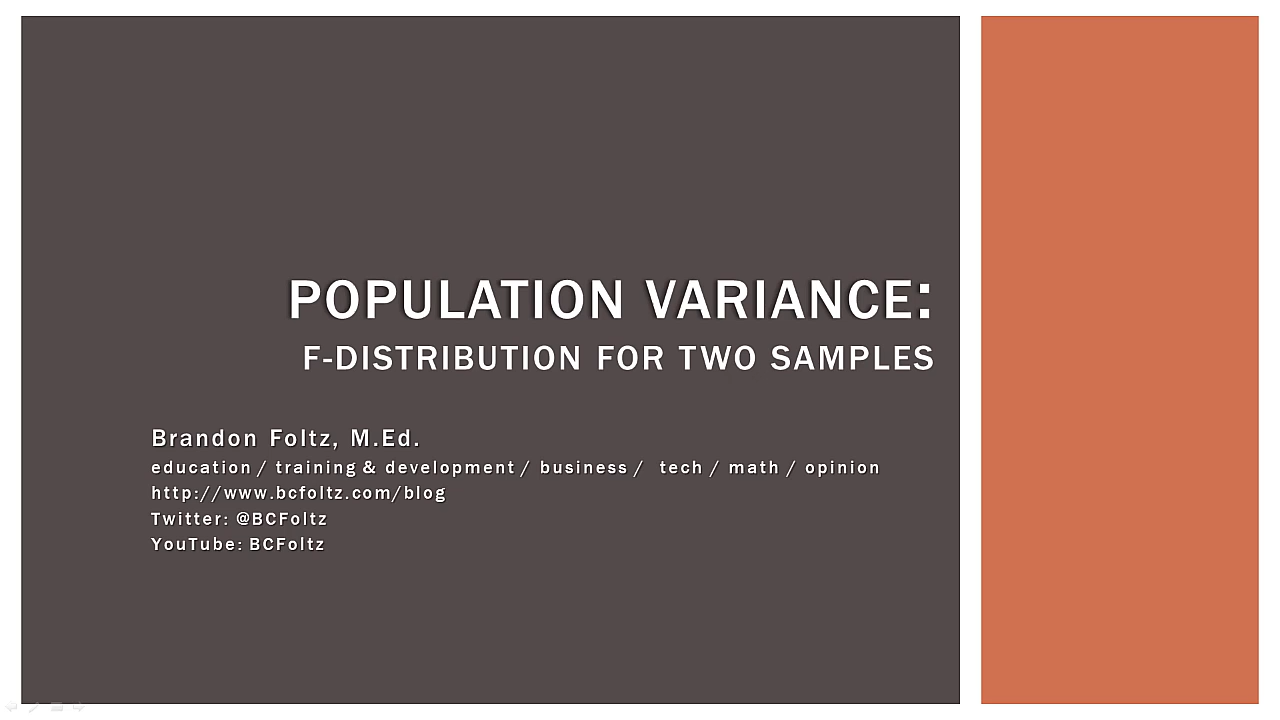 POPULATION VARIANCE:
F-DISTRIBUTION FOR TWO SAMPLES
Brandon Foltz, M.Ed.
education / training & development / business / tech / math / opinion
http://www.bcfoltz.com/blog
Twitter: @BCFoltz
YouTube: BCFoltz